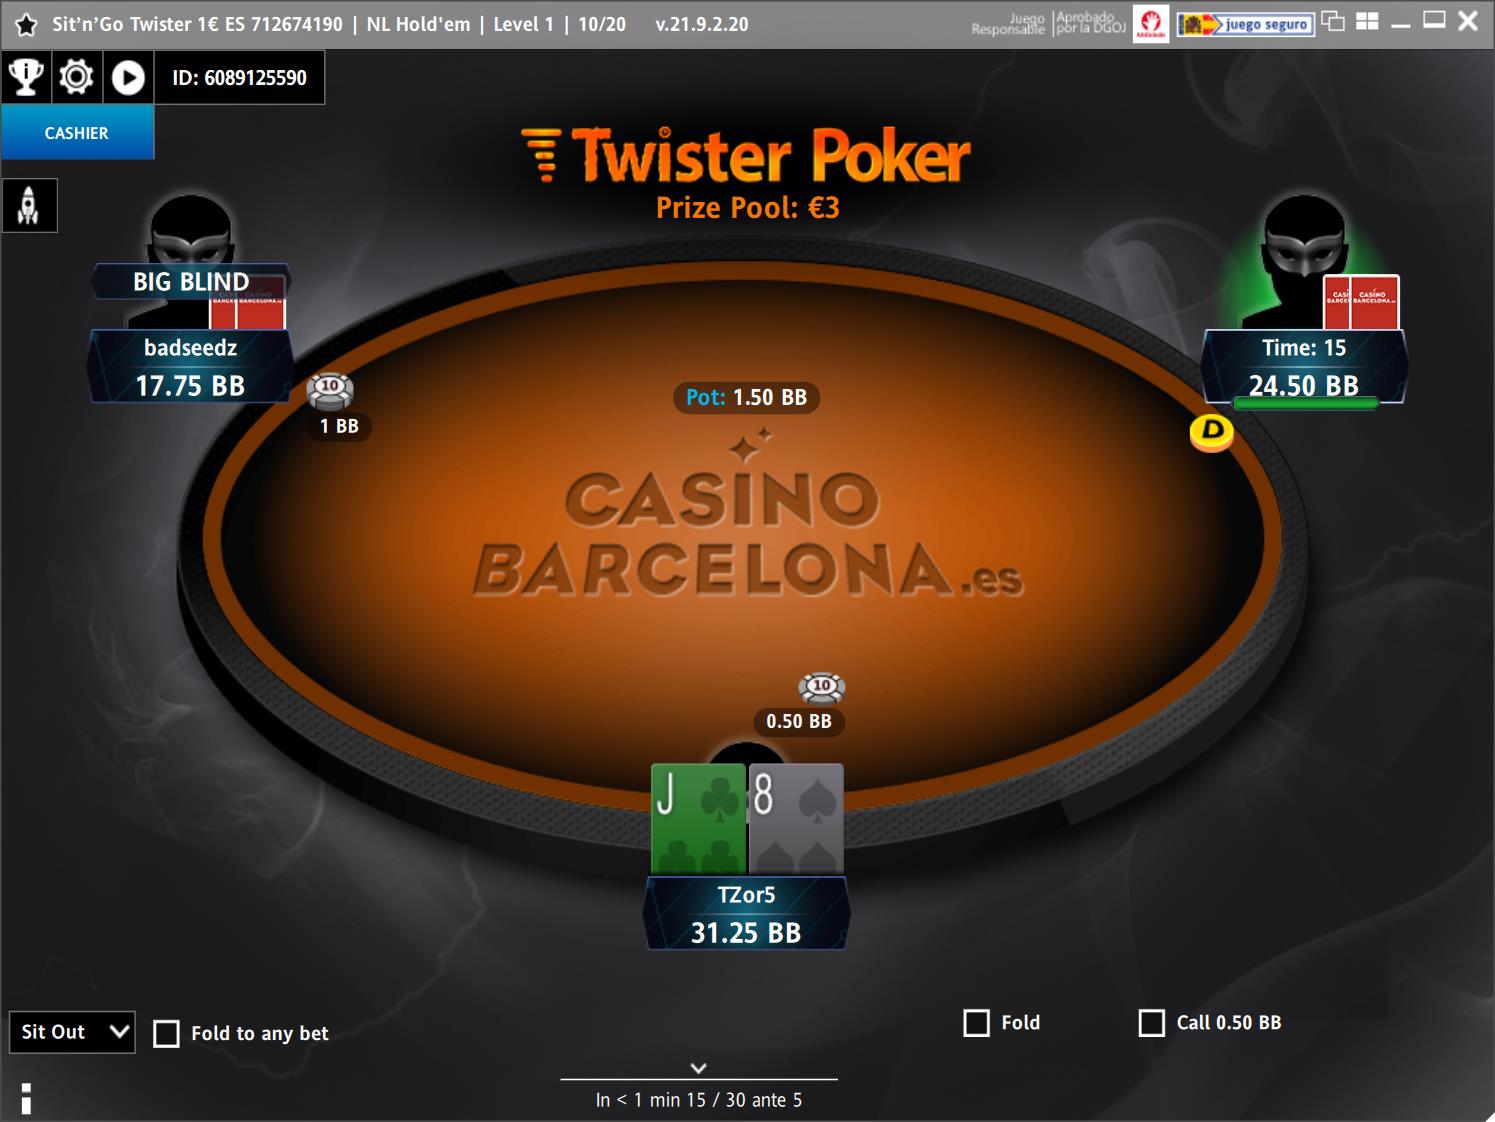 Sit’n’Go Twister 1€ ES 712674190 | NL Hold'em | Level 1 | 10/20 v.21.9.2.20
Juego Responsable
Aprobado por la DGOJ
juego seguro
ID: 6089125590
CASHIER
Twister Poker
Prize Pool: €3
BIG BLIND
badseedz
17.75 BB
CASINO BARCELONA.es
Time: 15
24.50 BB
10
1 BB
Pot: 1.50 BB
D
CASINO
BARCELONA.es
10
0.50 BB
J
8
TZor5
31.25 BB
Sit Out
Fold to any bet
Fold
Call 0.50 BB
In < 1 min 15 / 30 ante 5